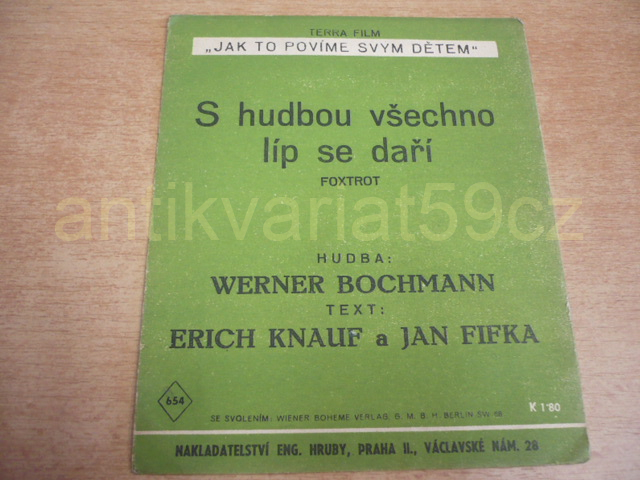 TERRA FILM
„JAK TO POVÍME SVYM DĚTEM"
S hudbou všechno
líp se daří
FOXTROT
antikvariat59cz
HUDBA:
WERNER BOCHMANN
TEXT:
ERICH KNAUF a JAN FIFKA
654
K 1·80
SE SVOLENÍM: WIENER BOHEME VERLAG, G. M. B. H. BERLIN SW 68
NAKLADATELSTVÍ ENG. HRUBY, PRAHA II., VÁCLAVSKÉ NÁM. 28